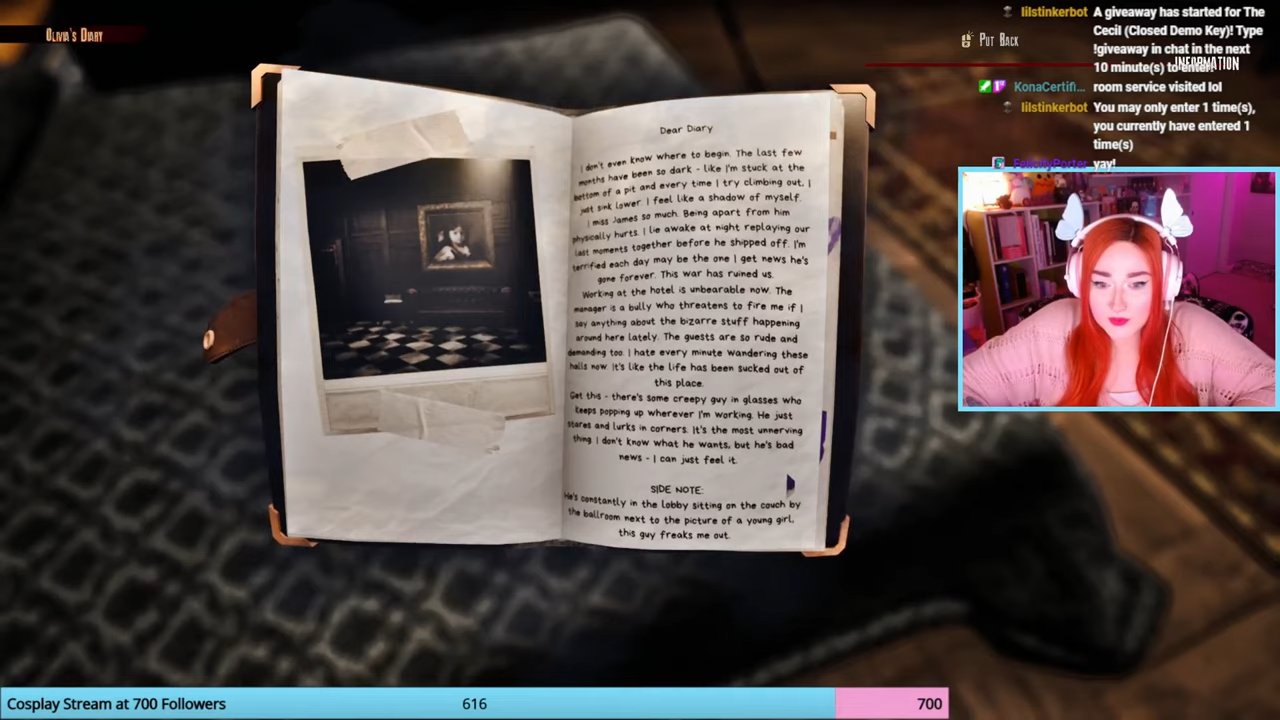 OLIVIA'S DIARY
PUT BACK
INFORMATION
Dear Diary
I don't even know where to begin. The last few
months have been so dark - like I'm stuck at the
bottom of a pit and every time I try climbing out, I
just sink lower. I feel like a shadow of myself.
I miss James so much. Being apart from him
physically hurts. I lie awake at night replaying our
last moments together before he shipped off. I'm
terrified each day may be the one I get news he's
gone forever. This war has ruined us.
Working at the hotel is unbearable now. The
manager is a bully who threatens to fire me if I
say anything about the bizarre stuff happening
around here lately. The guests are so rude and
demanding too. I hate every minute wandering these
halls now. It's like the life has been sucked out of
this place.
Get this - there's some creepy guy in glasses who
keeps popping up wherever I'm working. He just
stares and lurks in corners. It's the most unnerving
thing. I don't know what he wants, but he's bad
news - I can just feel it.
SIDE NOTE:
He's constantly in the lobby sitting on the couch by
the ballroom next to the picture of a young girl,
this guy freaks me out.
lilstinkerbot A giveaway has started for The
Cecil (Closed Demo Key)! Type
!giveaway in chat in the next
10 minute(s) to enter!
KonaCertifi... room service visited lol
lilstinkerbot You may only enter 1 time(s),
you currently have entered 1
time(s)
FelicityPorter yay!
Cosplay Stream at 700 Followers 616 700